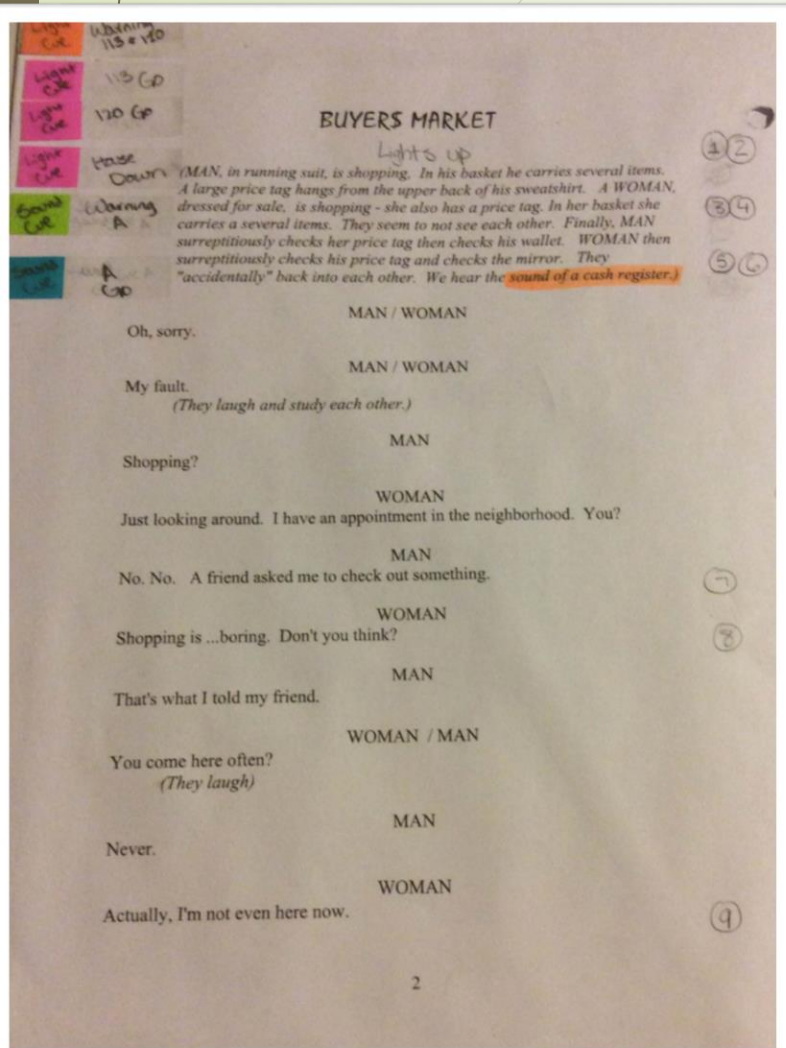 Light Warning
Cue 113 & 120
Light 113 GO
Cue
Light 120 GO
Cue
BUYERS MARKET
Lights up
① ②
Light House
Cue Down
(MAN, in running suit, is shopping. In his basket he carries several items.
A large price tag hangs from the upper back of his sweatshirt. A WOMAN,
Sound Warning
Cue A
dressed for sale, is shopping - she also has a price tag. In her basket she
③ ④
carries a several items. They seem to not see each other. Finally, MAN
surreptitiously checks her price tag then checks his wallet. WOMAN then
Sound A
Cue GO
surreptitiously checks his price tag and checks the mirror. They
⑤ ⑥
"accidentally" back into each other. We hear the sound of a cash register.)
MAN / WOMAN
Oh, sorry.
MAN / WOMAN
My fault.
(They laugh and study each other.)
MAN
Shopping?
WOMAN
Just looking around. I have an appointment in the neighborhood. You?
MAN
No. No. A friend asked me to check out something.
⑦
WOMAN
Shopping is ...boring. Don't you think?
⑧
MAN
That's what I told my friend.
WOMAN / MAN
You come here often?
(They laugh)
MAN
Never.
WOMAN
Actually, I'm not even here now.
⑨
2